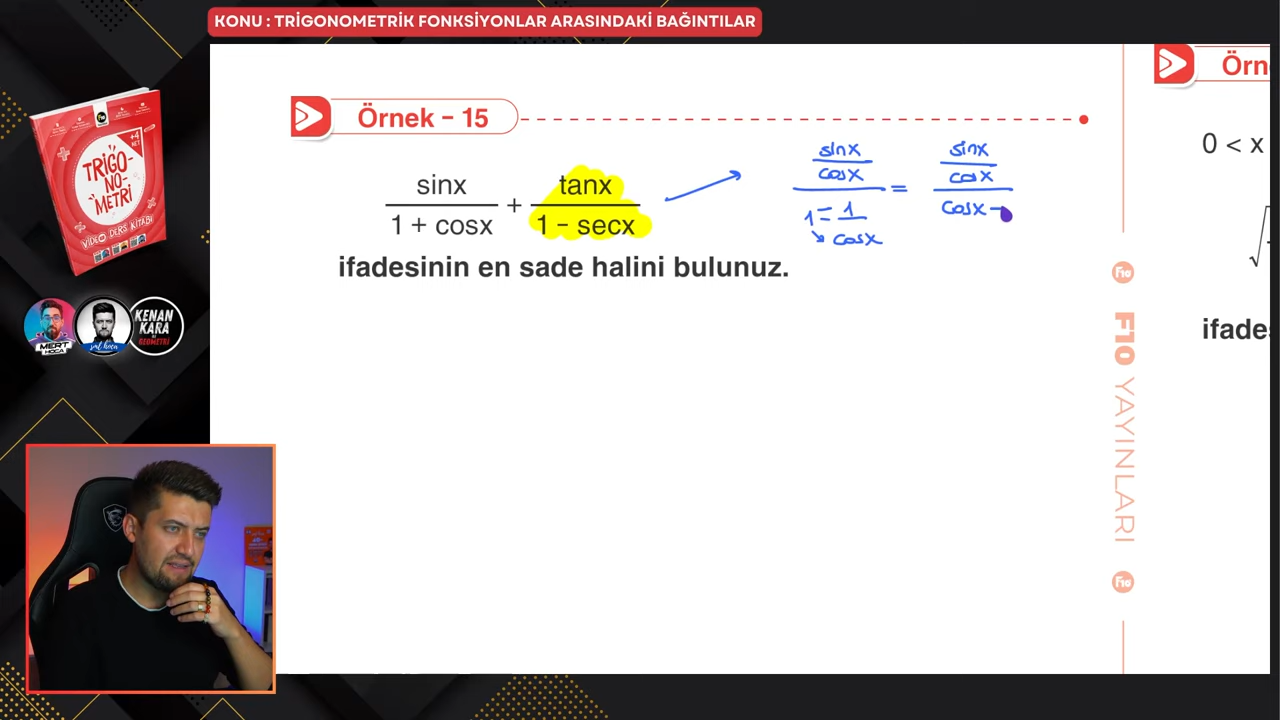 KONU : TRİGONOMETRİK FONKSİYONLAR ARASINDAKİ BAĞINTILAR
+4 NET
TRİGO-
NO-
METRİ
VİDEO DERS KİTABI
MERT HOCA
KENAN KARA
GEOMETRİ
Örnek – 15
sinx / 1 + cosx + tanx / 1 – secx
ifadesinin en sade halini bulunuz.
sinx / cosx
1 – 1 / cosx
=
sinx / cosx
cosx –
F10 YAYINLARI
Örn
0 < x
ifade